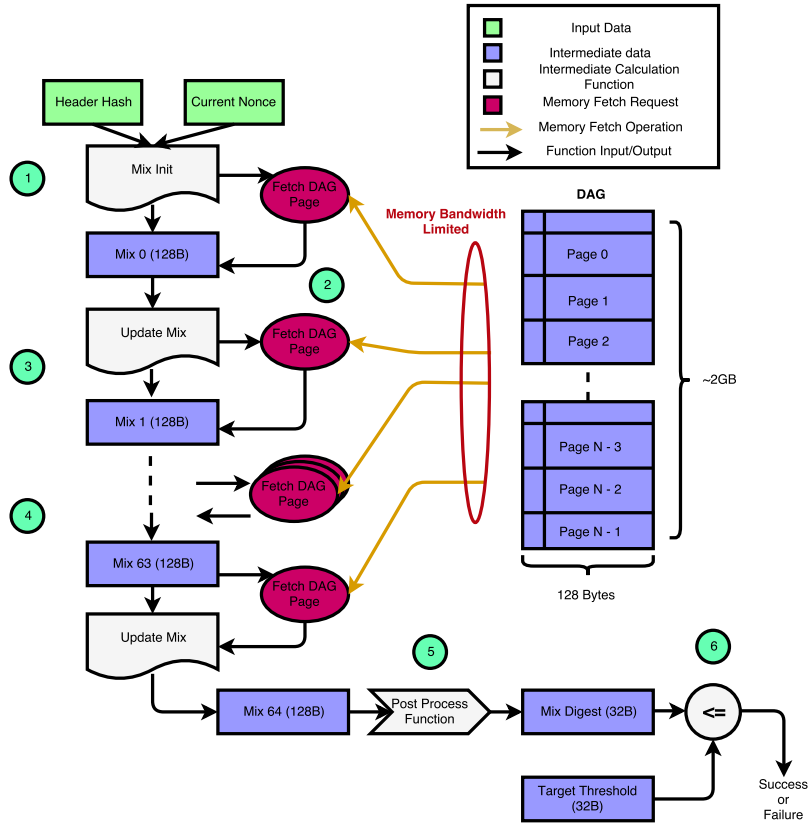 Input Data
Intermediate data
Intermediate Calculation
Function
Memory Fetch Request
Memory Fetch Operation
Function Input/Output
Header Hash
Current Nonce
1
Mix Init
Fetch DAG
Page
Memory Bandwidth
Limited
DAG
Mix 0 (128B)
Page 0
2
Page 1
Update Mix
Fetch DAG
Page
Page 2
3
~2GB
Mix 1 (128B)
Page N - 3
Fetch DAG
Page
Page N - 2
4
Page N - 1
Mix 63 (128B)
Fetch DAG
Page
128 Bytes
Update Mix
5
6
Mix 64 (128B)
Post Process
Function
Mix Digest (32B)
<=
Target Threshold
(32B)
Success
or
Failure